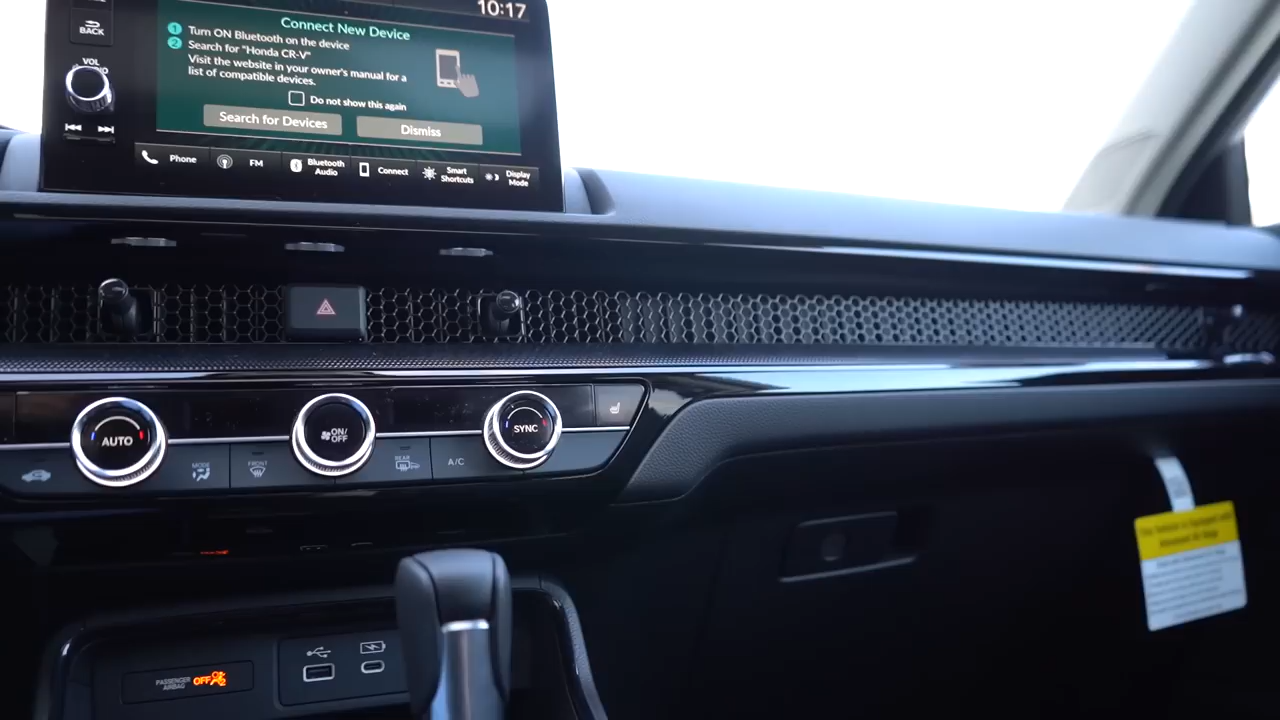 10:17
BACK
VOL
Connect New Device
1 Turn ON Bluetooth on the device
2 Search for "Honda CR-V"
Visit the website in your owner's manual for a
list of compatible devices.
Do not show this again
Search for Devices
Dismiss
Phone
FM
Bluetooth
Audio
Connect
Smart
Shortcuts
Display
Mode
AUTO
ON/
OFF
SYNC
MODE
FRONT
REAR
A/C
PASSENGER
AIRBAG
OFF